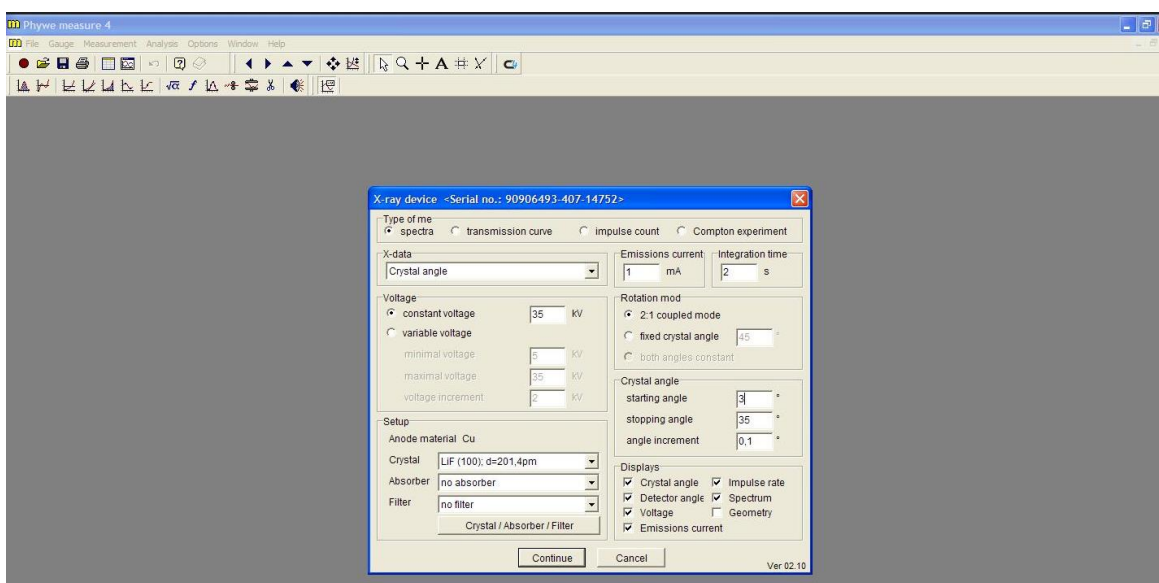 Phywe measure 4
File Gauge Measurement Analysis Options Window Help
X-ray device <Serial no.: 90906493-407-14752>
Type of me
spectra transmission curve impulse count Compton experiment
X-data
Crystal angle
Emissions current
1 mA
Integration time
2 s
Voltage
constant voltage 35 kV
variable voltage
minimal voltage 5 kV
maximal voltage 35 kV
voltage increment 2 kV
Rotation mod
2:1 coupled mode
fixed crystal angle 45 °
both angles constant
Crystal angle
starting angle 3 °
stopping angle 35 °
angle increment 0,1 °
Setup
Anode material Cu
Crystal LiF (100); d=201,4pm
Absorber no absorber
Filter no filter
Crystal / Absorber / Filter
Displays
Crystal angle Impulse rate
Detector angle Spectrum
Voltage Geometry
Emissions current
Continue Cancel
Ver 02.10